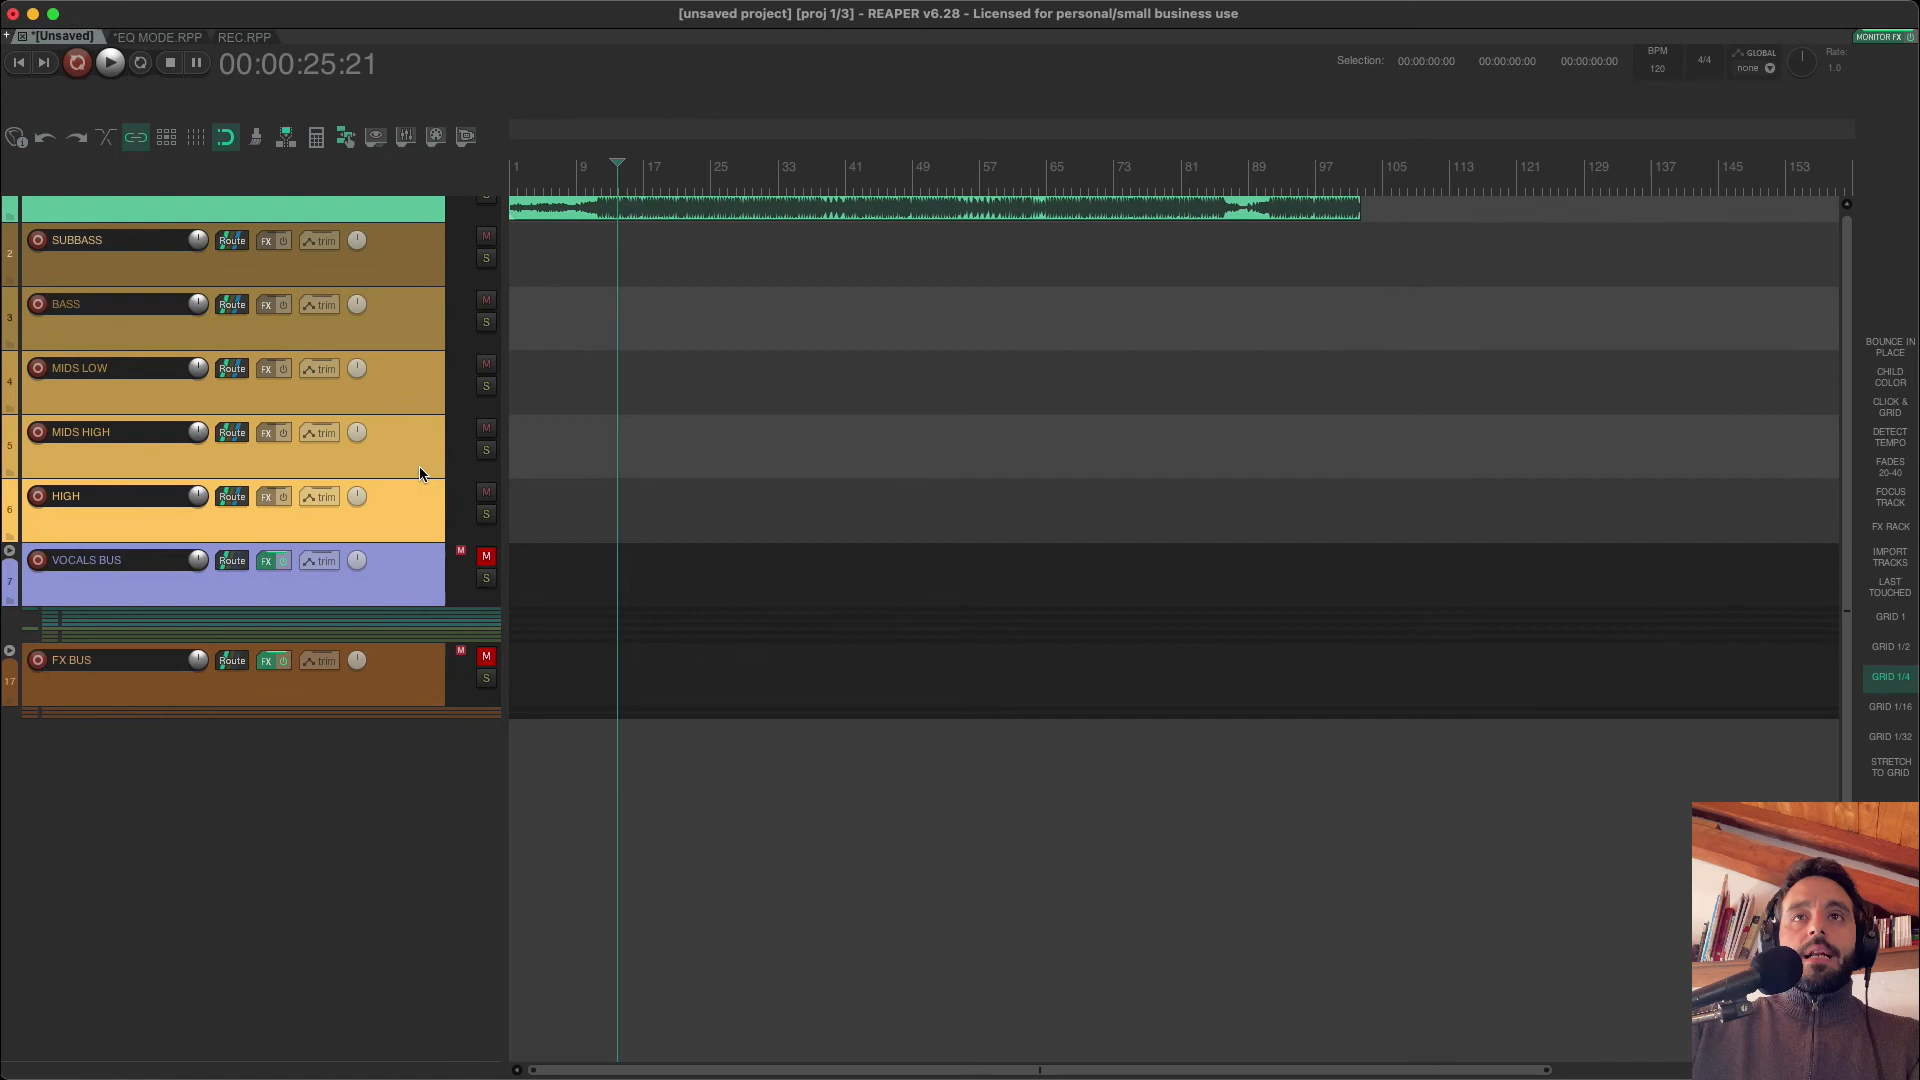 [unsaved project] [proj 1/3] - REAPER v6.28 - Licensed for personal/small business use
*[Unsaved] *EQ MODE.RPP REC.RPP
MONITOR FX
00:00:25:21
Selection: 00:00:00:00 00:00:00:00 00:00:00:00
BPM
120
4/4
GLOBAL
none
Rate:
1.0
1 9 17 25 33 41 49 57 65 73 81 89 97 105 113 121 129 137 145 153
S
2 SUBBASS Route FX trim M
S
3 BASS Route FX trim M
S
4 MIDS LOW Route FX trim M
S
5 MIDS HIGH Route FX trim M
S
6 HIGH Route FX trim M
S
7 VOCALS BUS Route FX trim M M
S
17 FX BUS Route FX trim M M
S
BOUNCE IN
PLACE
CHILD
COLOR
CLICK &
GRID
DETECT
TEMPO
FADES
20-40
FOCUS
TRACK
FX RACK
IMPORT
TRACKS
LAST
TOUCHED
GRID 1
GRID 1/2
GRID 1/4
GRID 1/16
GRID 1/32
STRETCH
TO GRID